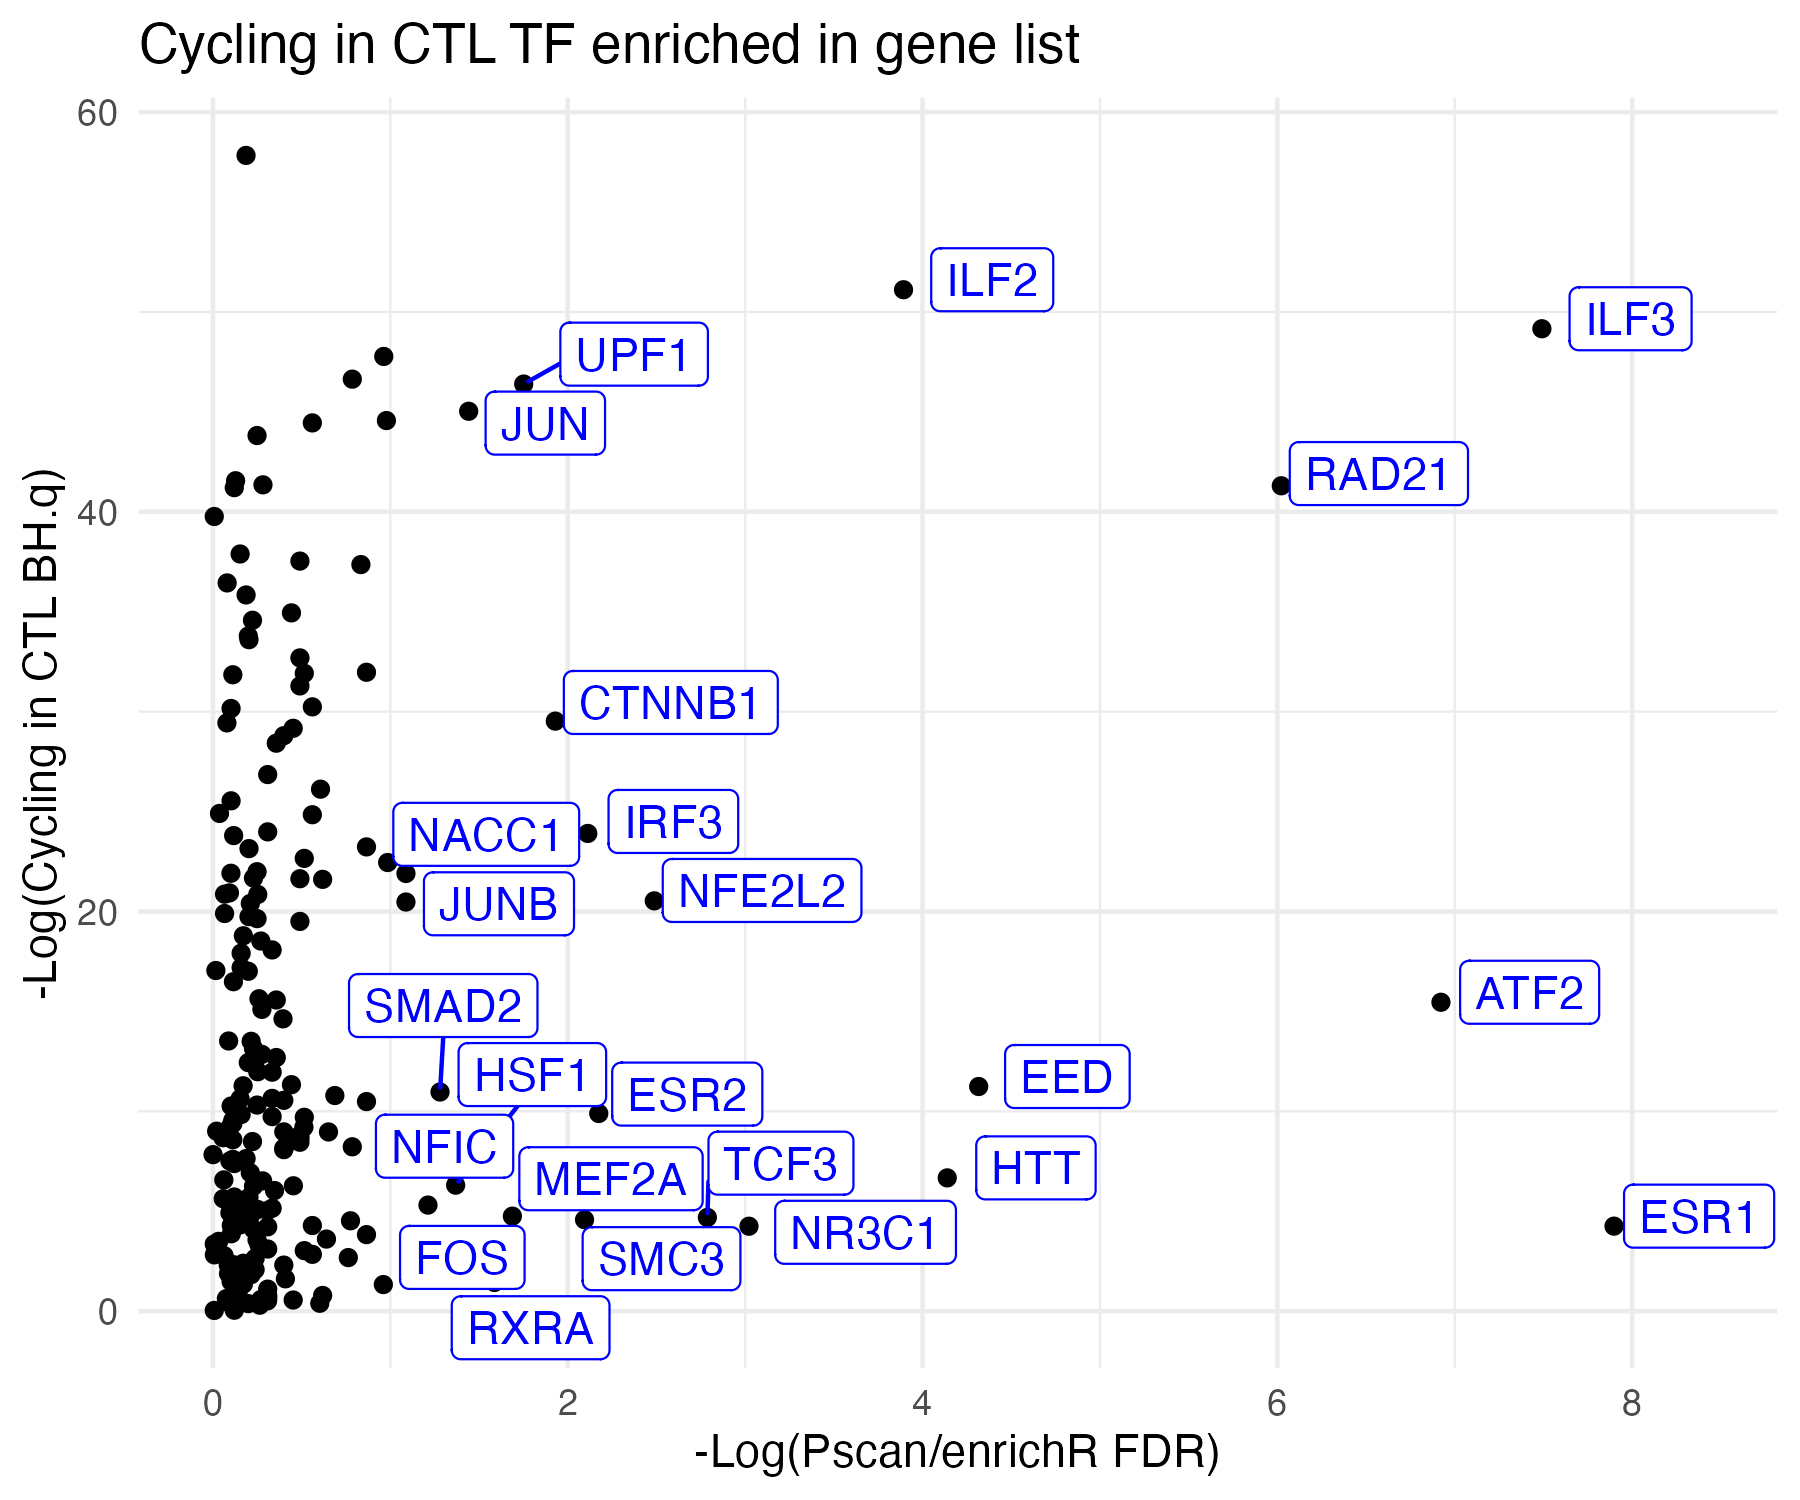 Cycling in CTL TF enriched in gene list
-Log(Cycling in CTL BH.q)
60
40
20
0
ILF2
ILF3
UPF1
JUN
RAD21
CTNNB1
IRF3
NACC1
NFE2L2
JUNB
ATF2
SMAD2
HSF1
EED
ESR2
NFIC
TCF3
HTT
MEF2A
ESR1
NR3C1
FOS
SMC3
RXRA
0
2
4
6
8
-Log(Pscan/enrichR FDR)